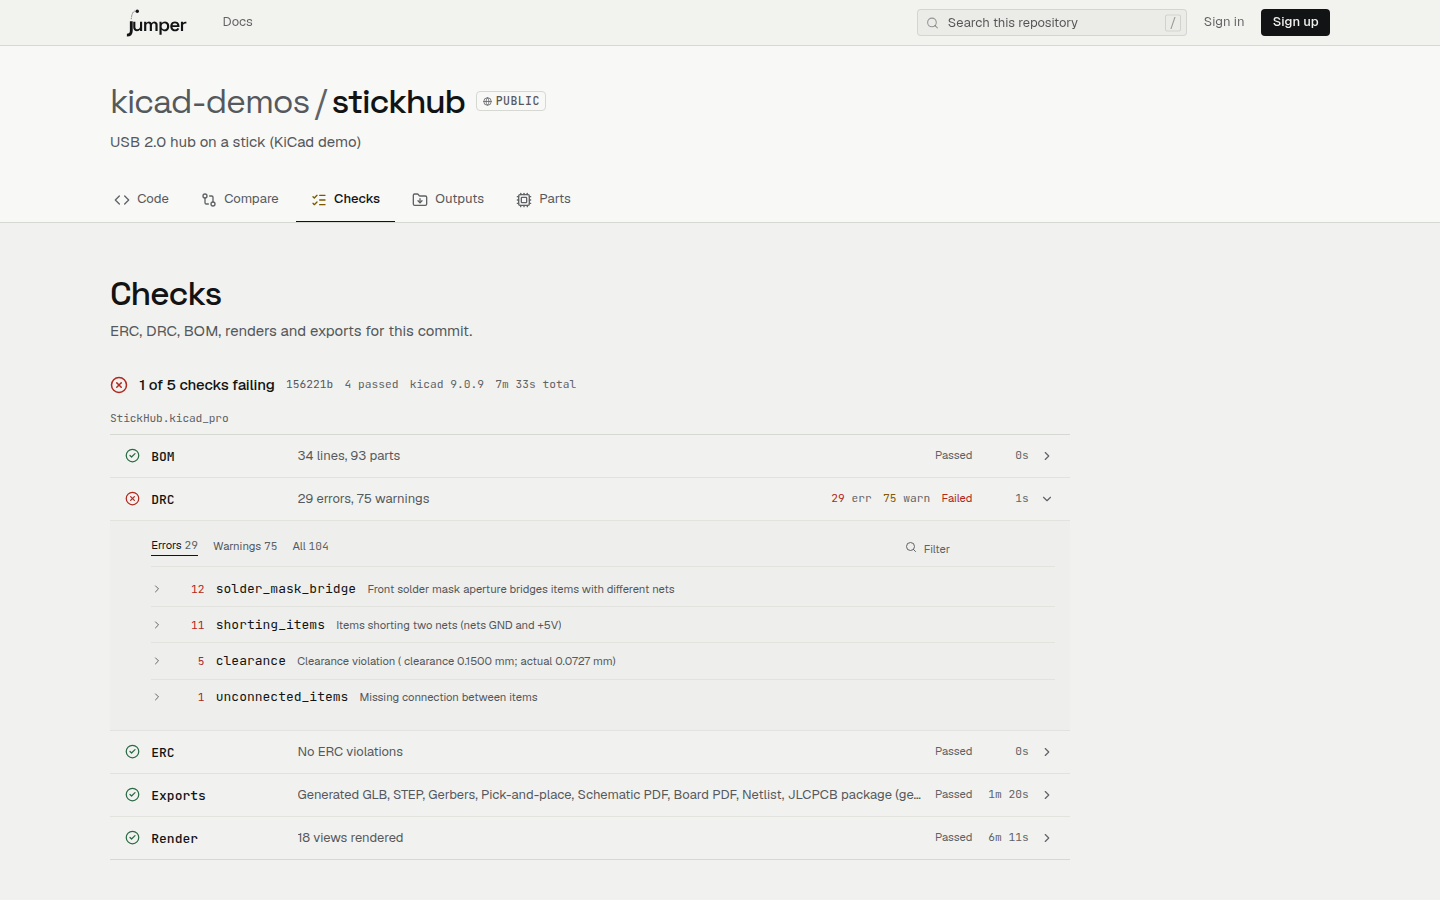 jumper
Docs
Search this repository /
Sign in
Sign up
kicad-demos / stickhub PUBLIC
USB 2.0 hub on a stick (KiCad demo)
Code
Compare
Checks
Outputs
Parts
Checks
ERC, DRC, BOM, renders and exports for this commit.
1 of 5 checks failing 156221b 4 passed kicad 9.0.9 7m 33s total
StickHub.kicad_pro
BOM 34 lines, 93 parts Passed 0s
DRC 29 errors, 75 warnings 29 err 75 warn Failed 1s
Errors 29 Warnings 75 All 104 Filter
12 solder_mask_bridge Front solder mask aperture bridges items with different nets
11 shorting_items Items shorting two nets (nets GND and +5V)
5 clearance Clearance violation ( clearance 0.1500 mm; actual 0.0727 mm)
1 unconnected_items Missing connection between items
ERC No ERC violations Passed 0s
Exports Generated GLB, STEP, Gerbers, Pick-and-place, Schematic PDF, Board PDF, Netlist, JLCPCB package (ge... Passed 1m 20s
Render 18 views rendered Passed 6m 11s